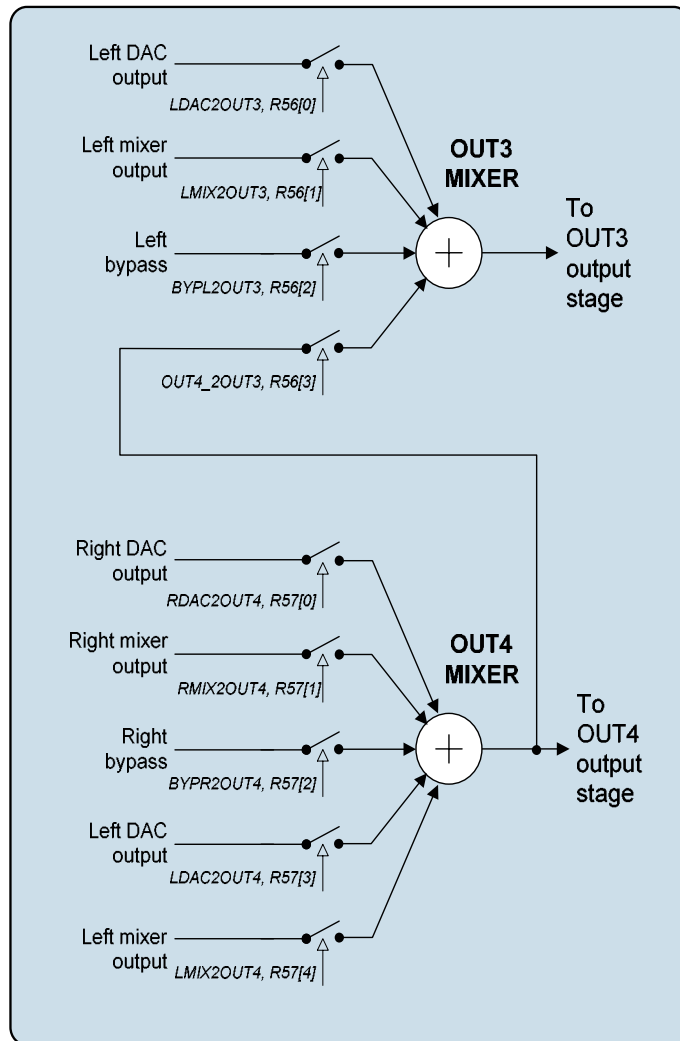 Left DAC
output
LDAC2OUT3, R56[0]
Left mixer
output
LMIX2OUT3, R56[1]
OUT3
MIXER
Left
bypass
BYPL2OUT3, R56[2]
To
OUT3
output
stage
OUT4_2OUT3, R56[3]
Right DAC
output
RDAC2OUT4, R57[0]
Right mixer
output
RMIX2OUT4, R57[1]
OUT4
MIXER
Right
bypass
BYPR2OUT4, R57[2]
To
OUT4
output
stage
Left DAC
output
LDAC2OUT4, R57[3]
Left mixer
output
LMIX2OUT4, R57[4]